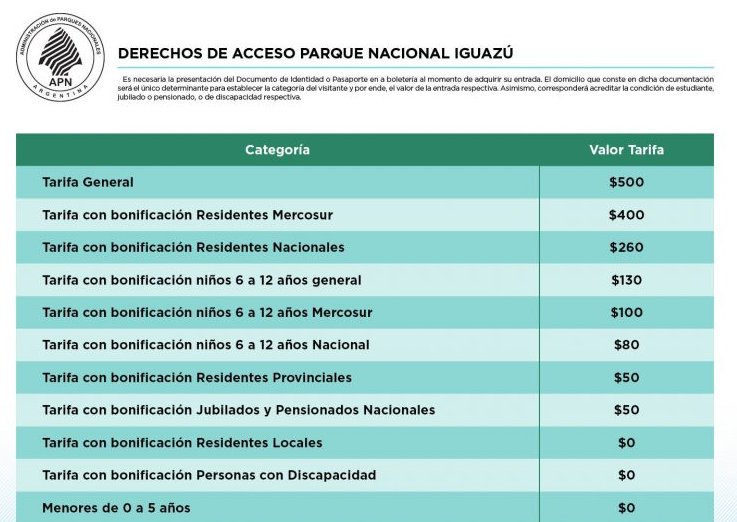 ADMINISTRACIÓN de PARQUES NACIONALES
APN
ARGENTINA
DERECHOS DE ACCESO PARQUE NACIONAL IGUAZÚ
Es necesaria la presentación del Documento de Identidad o Pasaporte en a boletería al momento de adquirir su entrada. El domicilio que conste en dicha documentación
será el único determinante para establecer la categoría del visitante y por ende, el valor de la entrada respectiva. Asimismo, corresponderá acreditar la condición de estudiante,
jubilado o pensionado, o de discapacidad respectiva.
Categoría Valor Tarifa
Tarifa General $500
Tarifa con bonificación Residentes Mercosur $400
Tarifa con bonificación Residentes Nacionales $260
Tarifa con bonificación niños 6 a 12 años general $130
Tarifa con bonificación niños 6 a 12 años Mercosur $100
Tarifa con bonificación niños 6 a 12 años Nacional $80
Tarifa con bonificación Residentes Provinciales $50
Tarifa con bonificación Jubilados y Pensionados Nacionales $50
Tarifa con bonificación Residentes Locales $0
Tarifa con bonificación Personas con Discapacidad $0
Menores de 0 a 5 años $0